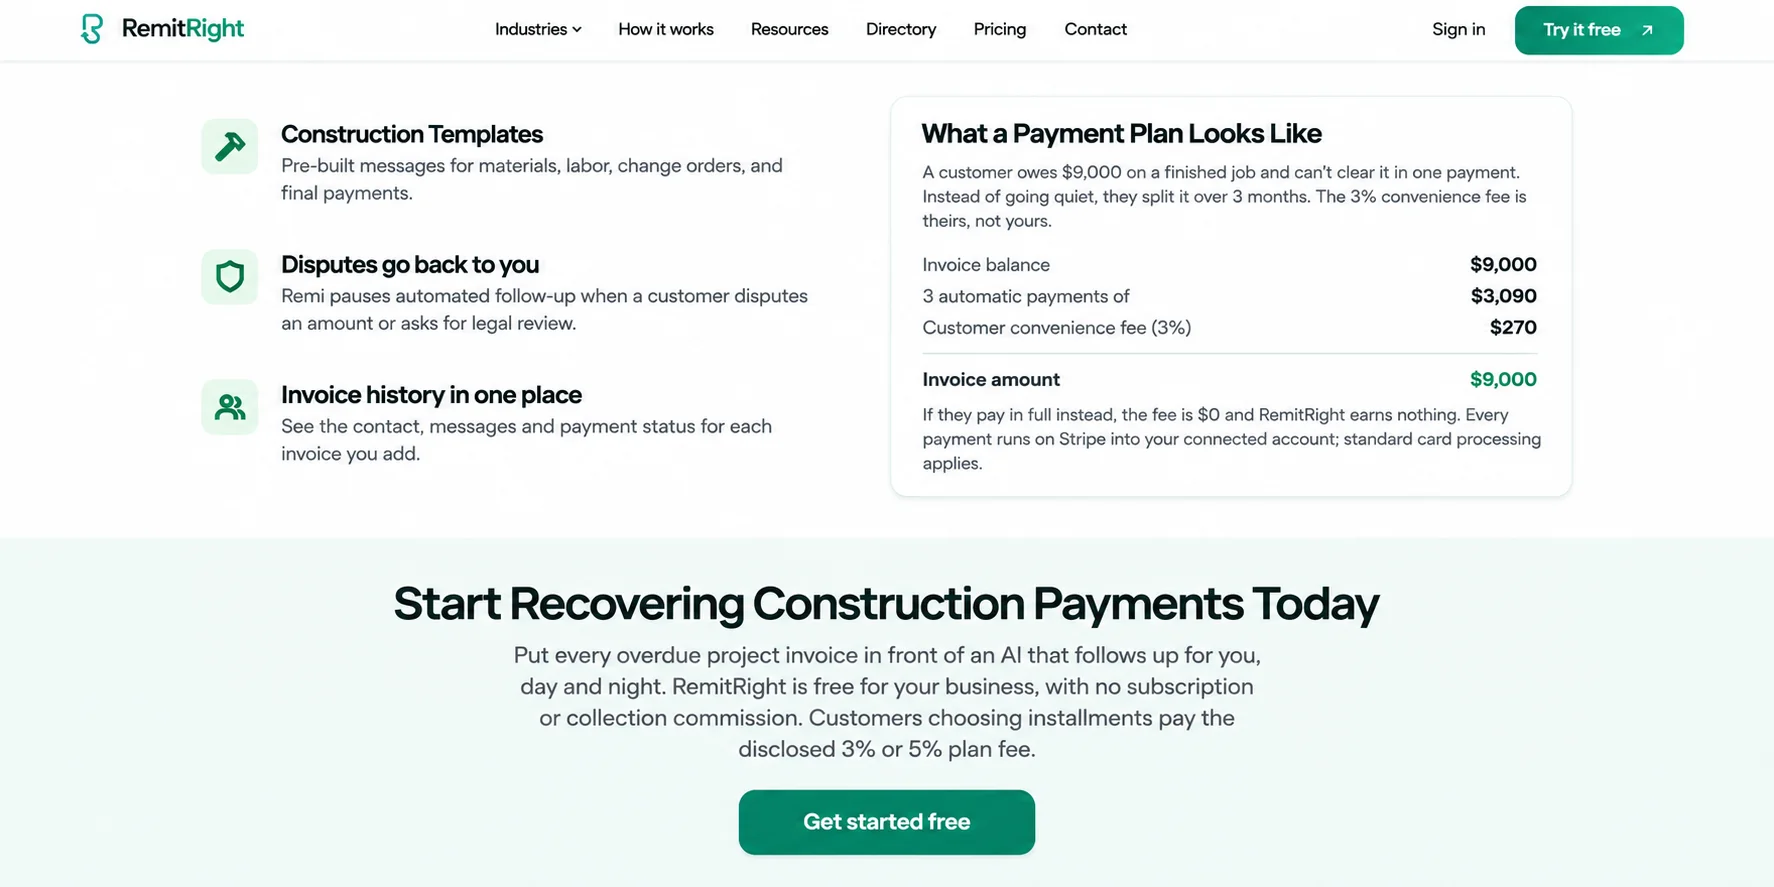 RemitRight
Industries
How it works
Resources
Directory
Pricing
Contact
Sign in
Try it free
Construction Templates
Pre-built messages for materials, labor, change orders, and
final payments.
Disputes go back to you
Remi pauses automated follow-up when a customer disputes
an amount or asks for legal review.
Invoice history in one place
See the contact, messages and payment status for each
invoice you add.
What a Payment Plan Looks Like
A customer owes $9,000 on a finished job and can't clear it in one payment.
Instead of going quiet, they split it over 3 months. The 3% convenience fee is
theirs, not yours.
Invoice balance $9,000
3 automatic payments of $3,090
Customer convenience fee (3%) $270
Invoice amount $9,000
If they pay in full instead, the fee is $0 and RemitRight earns nothing. Every
payment runs on Stripe into your connected account; standard card processing
applies.
Start Recovering Construction Payments Today
Put every overdue project invoice in front of an AI that follows up for you,
day and night. RemitRight is free for your business, with no subscription
or collection commission. Customers choosing installments pay the
disclosed 3% or 5% plan fee.
Get started free